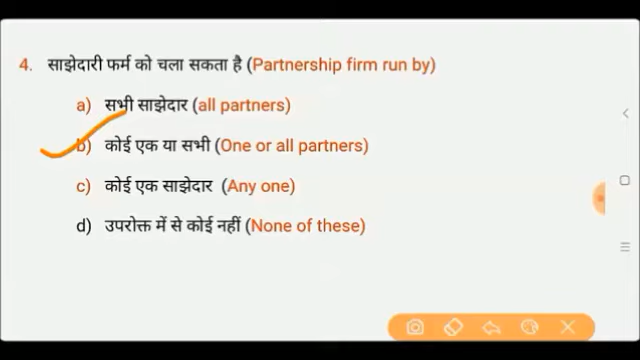 4. साझेदारी फर्म को चला सकता है (Partnership firm run by)
a) सभी साझेदार (all partners)
b) कोई एक या सभी (One or all partners)
c) कोई एक साझेदार (Any one)
d) उपरोक्त में से कोई नहीं (None of these)